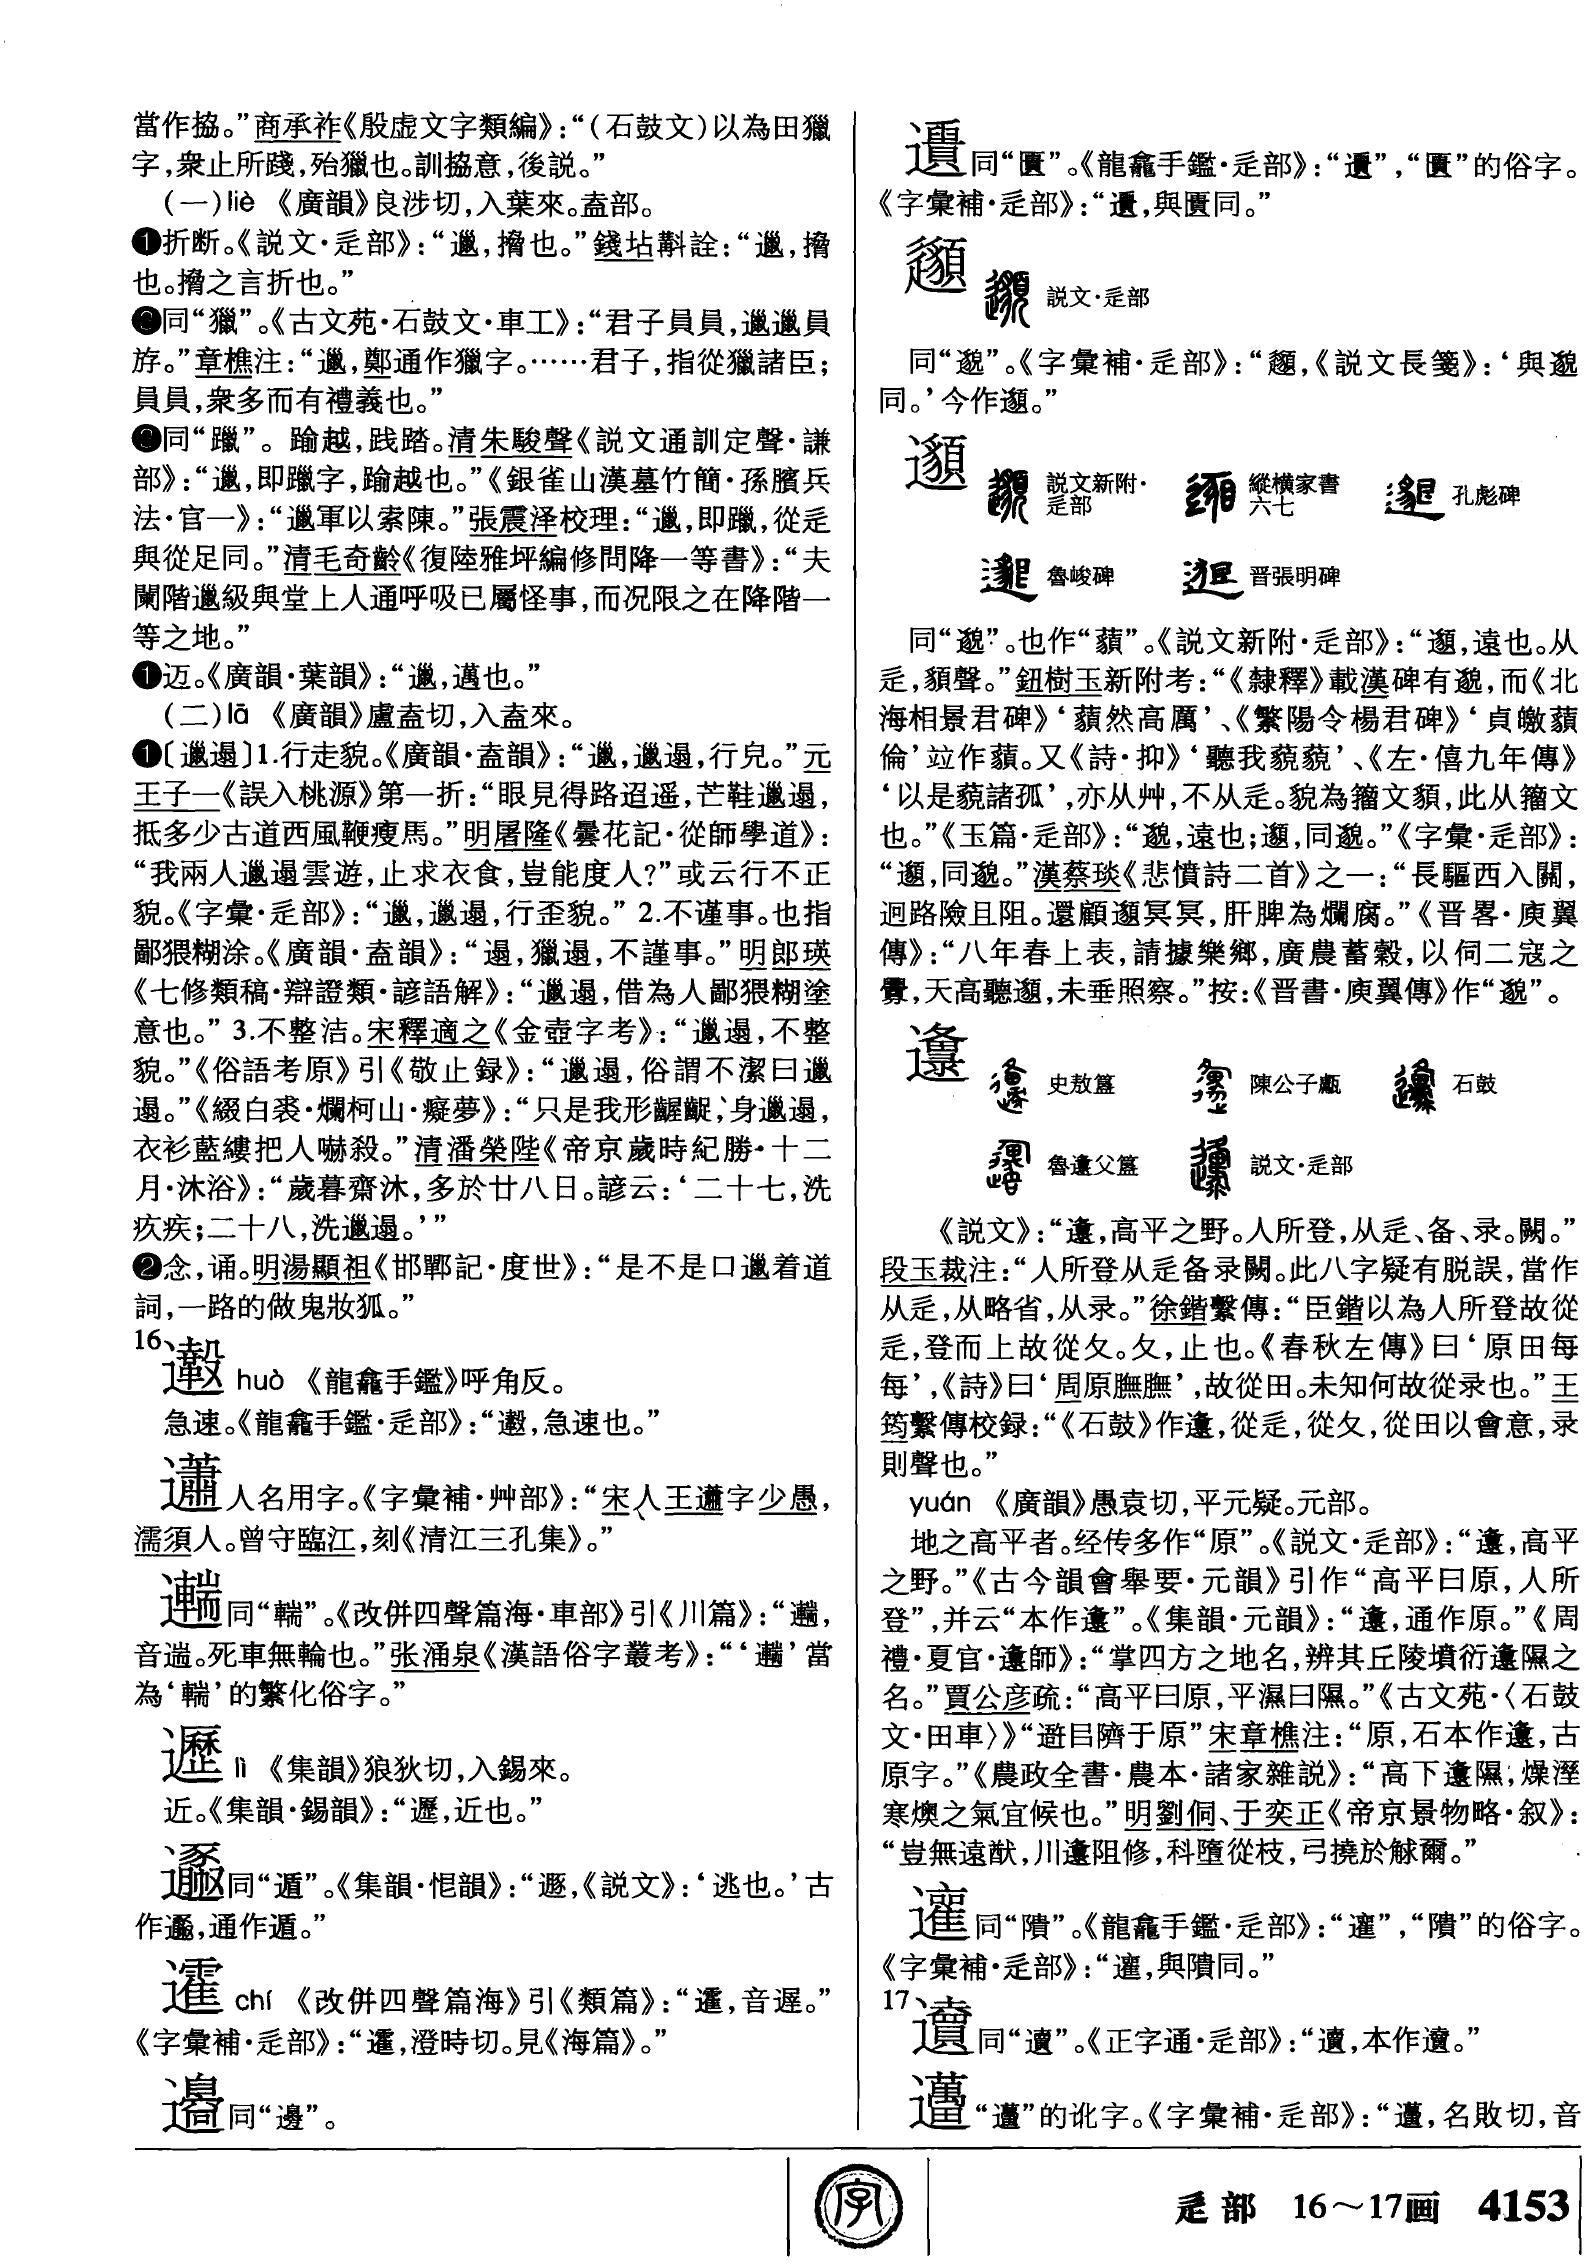 當作搚。”商承祚《殷虚文字類編》：“（石鼓文）以為田獵
字，衆止所踐，殆獵也。訓搚意，後説。”
（一）liè 《廣韻》良涉切，入葉來。盍部。
❶折断。《説文·辵部》：“邋，搚也。”錢坫斠詮：“邋，搚
也。搚之言折也。”
❷同“獵”。《古文苑·石鼓文·車工》：“君子員員，邋邋員
斿。”章樵注：“邋，鄭通作獵字。……君子，指從獵諸臣；
員員，衆多而有禮義也。”
❸同“躐”。踰越，践踏。清朱駿聲《説文通訓定聲·謙
部》：“邋，即躐字，踰越也。”《銀雀山漢墓竹簡·孫臏兵
法·官一》：“邋軍以索陳。”張震泽校理：“邋，即躐，從辵
與從足同。”清毛奇齡《復陸雅坪編修問降一等書》：“夫
闌階邋級與堂上人通呼吸已屬怪事，而况限之在降階一
等之地。”
❶迈。《廣韻·葉韻》：“邋，邁也。”
（二）lā 《廣韻》盧盍切，入盍來。
❶〔邋遢〕1.行走貌。《廣韻·盍韻》：“邋，邋遢，行皃。”元
王子一《誤入桃源》第一折：“眼見得路迢遥，芒鞋邋遢，
抵多少古道西風鞭瘦馬。”明屠隆《曇花記·從師學道》：
“我兩人邋遢雲遊，止求衣食，豈能度人？”或云行不正
貌。《字彙·辵部》：“邋，邋遢，行歪貌。” 2.不谨事。也指
鄙猥糊涂。《廣韻·盍韻》：“遢，獵遢，不謹事。”明郎瑛
《七修類稿·辯證類·諺語解》：“邋遢，借為人鄙猥糊塗
意也。” 3.不整洁。宋釋適之《金壺字考》：“邋遢，不整
貌。”《俗語考原》引《敬止録》：“邋遢，俗謂不潔曰邋
遢。”《綴白裘·爛柯山·癡夢》：“只是我形齷齪，身邋遢，
衣衫藍縷把人嚇殺。”清潘榮陛《帝京歲時紀勝·十二
月·沐浴》：“歲暮齋沐，多於廿八日。諺云：‘二十七，洗
疚疾；二十八，洗邋遢。’”
❷念，诵。明湯顯祖《邯鄲記·度世》：“是不是口邋着道
詞，一路的做鬼妝狐。”
16
huò 《龍龕手鑑》呼角反。
急速。《龍龕手鑑·辵部》：“，急速也。”
人名用字。《字彙補·艸部》：“宋人王字少愚，
濡須人。曾守臨江，刻《清江三孔集》。”
同“輲”。《改併四聲篇海·車部》引《川篇》：“，
音遄。死車無輪也。”张涌泉《漢語俗字叢考》：“‘’當
為‘輲’的繁化俗字。”
lì 《集韻》狼狄切，入錫來。
近。《集韻·錫韻》：“，近也。”
同“遁”。《集韻·恨韻》：“遯，《説文》：‘逃也。’古
作，通作遁。”
chí 《改併四聲篇海》引《類篇》：“，音遅。”
《字彙補·辵部》：“，澄時切。見《海篇》。”
同“邊”。
同“匱”。《龍龕手鑑·辵部》：“”，“匱”的俗字。
《字彙補·辵部》：“，與匱同。”
説文·辵部
同“邈”。《字彙補·辵部》：“，《説文長箋》：‘與邈
同。’今作。”
説文新附·辵部 縱横家書六七 孔彪碑
魯峻碑 晋張明碑
同“邈”。也作“藐”。《説文新附·辵部》：“，遠也。从
辵，聲。”鈕樹玉新附考：“《隸釋》載漢碑有邈，而《北
海相景君碑》‘然高厲’、《繁陽令楊君碑》‘貞皦
倫’竝作。又《詩·抑》‘聽我藐藐’、《左·僖九年傳》
‘以是藐諸孤’，亦从艸，不从辵。貌為籀文，此从籀文
也。”《玉篇·辵部》：“邈，遠也；，同邈。”《字彙·辵部》：
“，同邈。”漢蔡琰《悲憤詩二首》之一：“長驅西入關，
迥路險且阻。還顧冥冥，肝脾為爛腐。”《晋畧·庾翼
傳》：“八年春上表，請據樂鄉，廣農蓄穀，以伺二寇之
釁，天高聽，未垂照察。”按：《晋書·庾翼傳》作“邈”。
邍
史敖簋 陳公子甗 石鼓
魯邍父簋 説文·辵部
《説文》：“邍，高平之野。人所登，从辵、备、录。闕。”
段玉裁注：“人所登从辵备录闕。此八字疑有脱誤，當作
从辵，从略省，从录。”徐鍇繫傳：“臣鍇以為人所登故從
辵，登而上故從夂。夂，止也。《春秋左傳》曰‘原田每
每’，《詩》曰‘周原膴膴’，故從田。未知何故從录也。”王
筠繫傳校録：“《石鼓》作邍，從辵，從夂，從田以會意，录
則聲也。”
yuán 《廣韻》愚袁切，平元疑。元部。
地之高平者。经传多作“原”。《説文·辵部》：“邍，高平
之野。”《古今韻會舉要·元韻》引作“高平曰原，人所
登”，并云“本作邍”。《集韻·元韻》：“邍，通作原。”《周
禮·夏官·邍師》：“掌四方之地名，辨其丘陵墳衍邍隰之
名。”賈公彦疏：“高平曰原，平濕曰隰。”《古文苑·〈石鼓
文·田車〉》“避㠯隮于原”宋章樵注：“原，石本作邍，古
原字。”《農政全書·農本·諸家雜説》：“高下邍隰，燥溼
寒燠之氣宜候也。”明劉侗、于奕正《帝京景物略·叙》：
“豈無遠猷，川邍阻修，科墮從枝，弓撓於觩爾。”
同“隤”。《龍龕手鑑·辵部》：“”，“隤”的俗字。
《字彙補·辵部》：“，與隤同。”
17
同“”。《正字通·辵部》：“，本作。”
“”的讹字。《字彙補·辵部》：“，名敗切，音
辵部 16～17画 4153